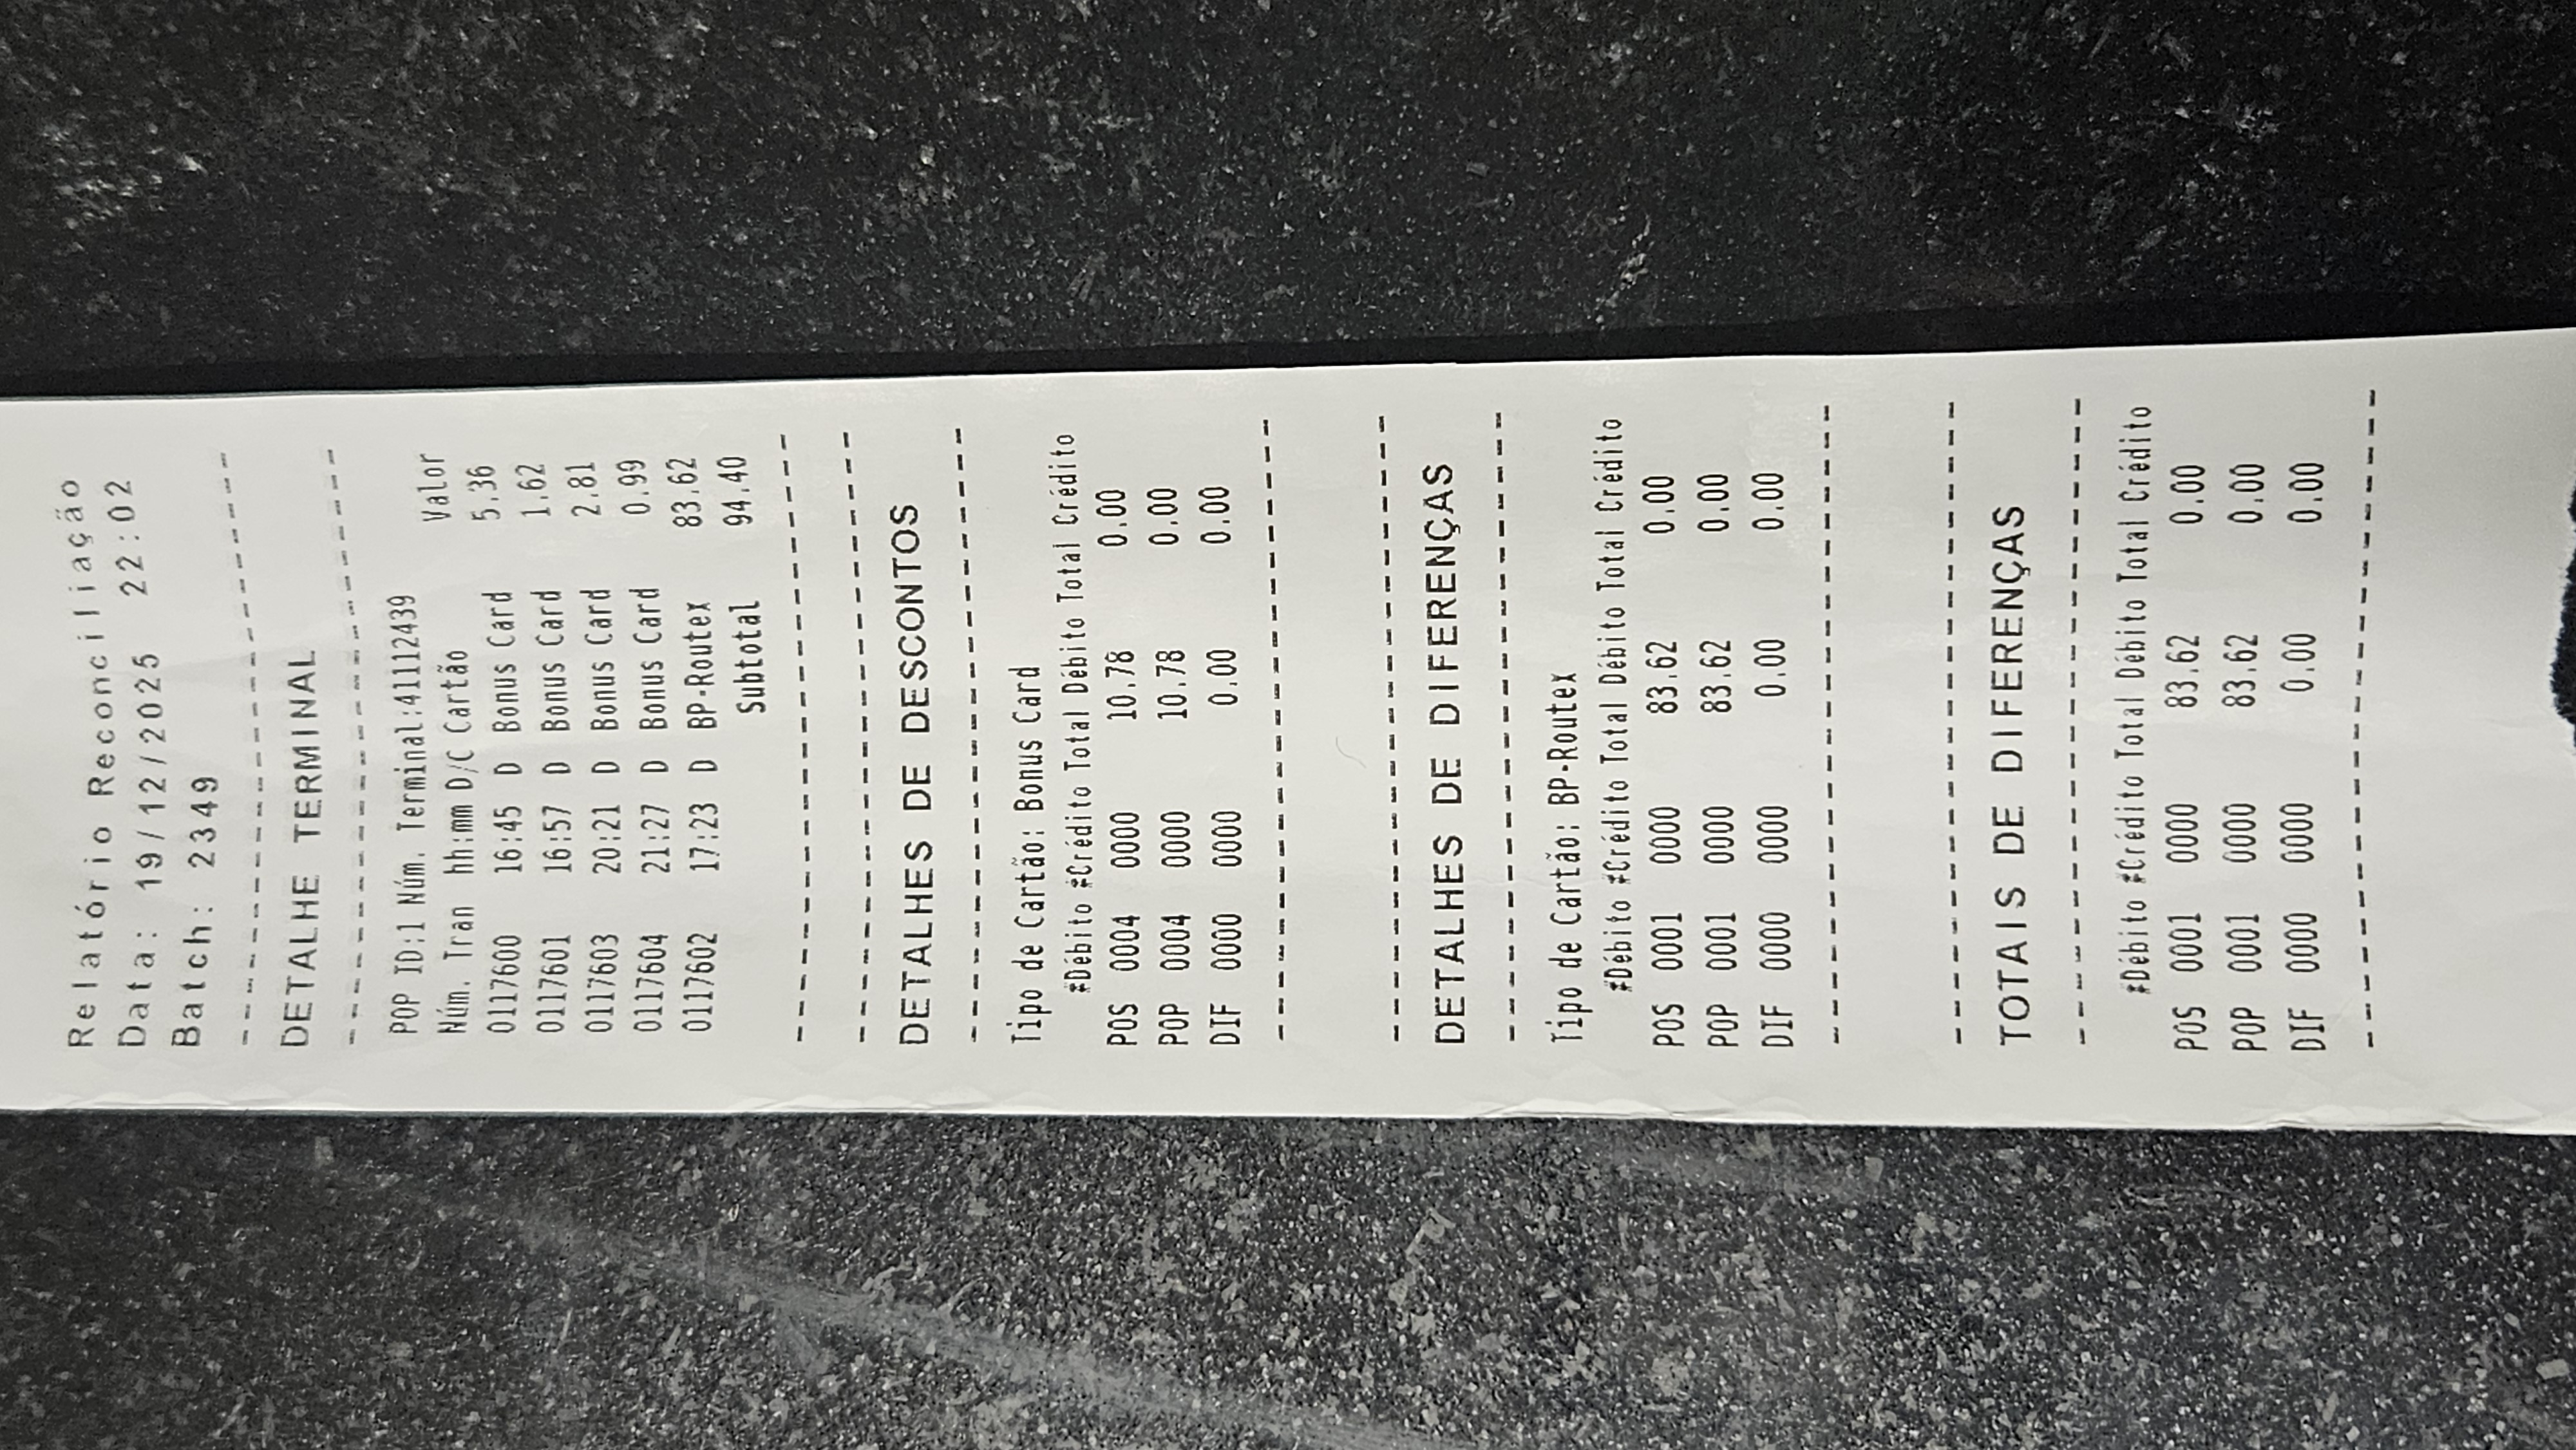 Relatório Reconciliação
Data: 19/12/2025 22:02
Batch: 2349
------------------------
DETALHE TERMINAL
------------------------
POP ID:1 Núm. Terminal:41112439
Núm. Tran hh:mm D/C Cartão Valor
0117600 16:45 D Bonus Card 5.36
0117601 16:57 D Bonus Card 1.62
0117603 20:21 D Bonus Card 2.81
0117604 21:27 D Bonus Card 0.99
0117602 17:23 D BP-Routex 83.62
Subtotal 94.40
------------------------
------------------------
DETALHES DE DESCONTOS
------------------------
Tipo de Cartão: Bonus Card
#Débito #Crédito Total Débito Total Crédito
POS 0004 0000 10.78 0.00
POP 0004 0000 10.78 0.00
DIF 0000 0000 0.00 0.00
------------------------
------------------------
DETALHES DE DIFERENÇAS
------------------------
Tipo de Cartão: BP-Routex
#Débito #Crédito Total Débito Total Crédito
POS 0001 0000 83.62 0.00
POP 0001 0000 83.62 0.00
DIF 0000 0000 0.00 0.00
------------------------
------------------------
TOTAIS DE DIFERENÇAS
------------------------
#Débito #Crédito Total Débito Total Crédito
POS 0001 0000 83.62 0.00
POP 0001 0000 83.62 0.00
DIF 0000 0000 0.00 0.00
------------------------